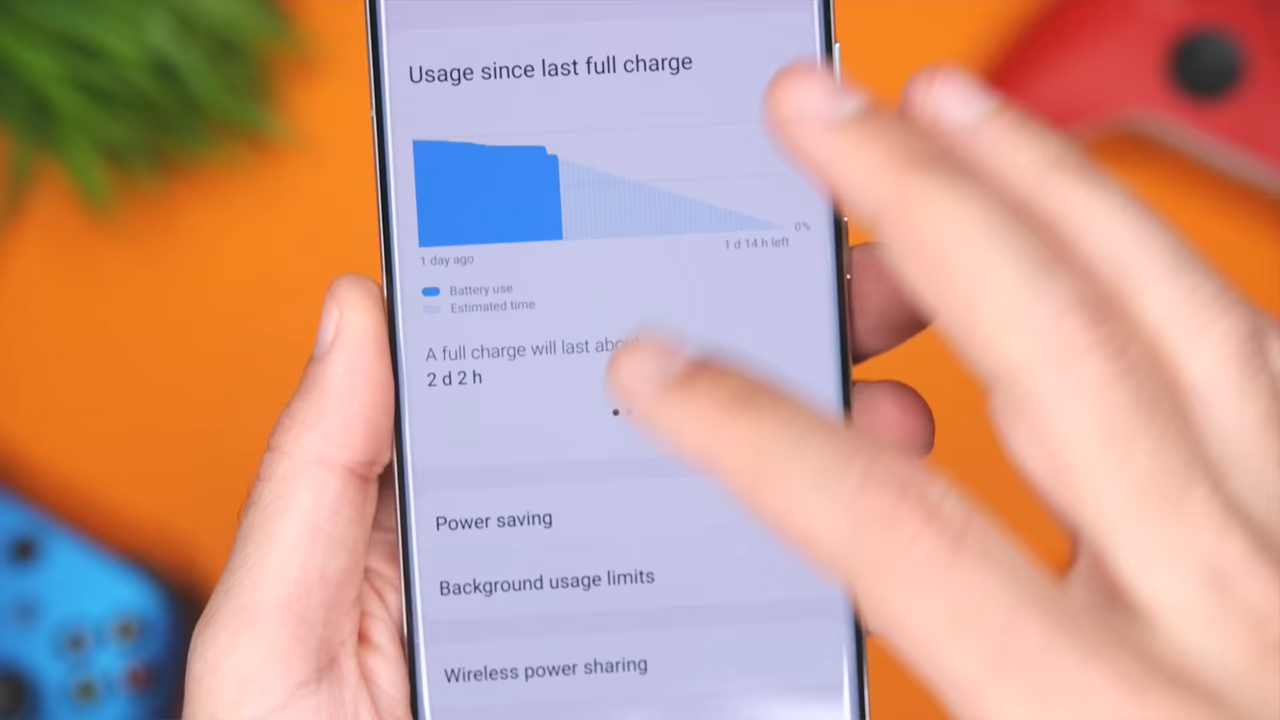 Usage since last full charge
0%
1 day ago
1 d 14 h left
Battery use
Estimated time
A full charge will last
2 d 2 h
Power saving
Background usage limits
Wireless power sharing